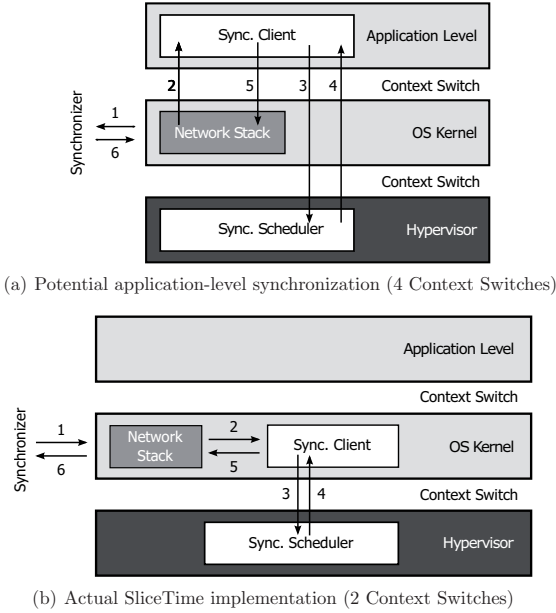 Sync. Client
Application Level
2
5
3
4
Context Switch
Synchronizer
1
6
Network Stack
OS Kernel
Context Switch
Sync. Scheduler
Hypervisor
(a) Potential application-level synchronization (4 Context Switches)
Application Level
Context Switch
Synchronizer
1
6
Network
Stack
2
5
Sync. Client
OS Kernel
3
4
Context Switch
Sync. Scheduler
Hypervisor
(b) Actual SliceTime implementation (2 Context Switches)